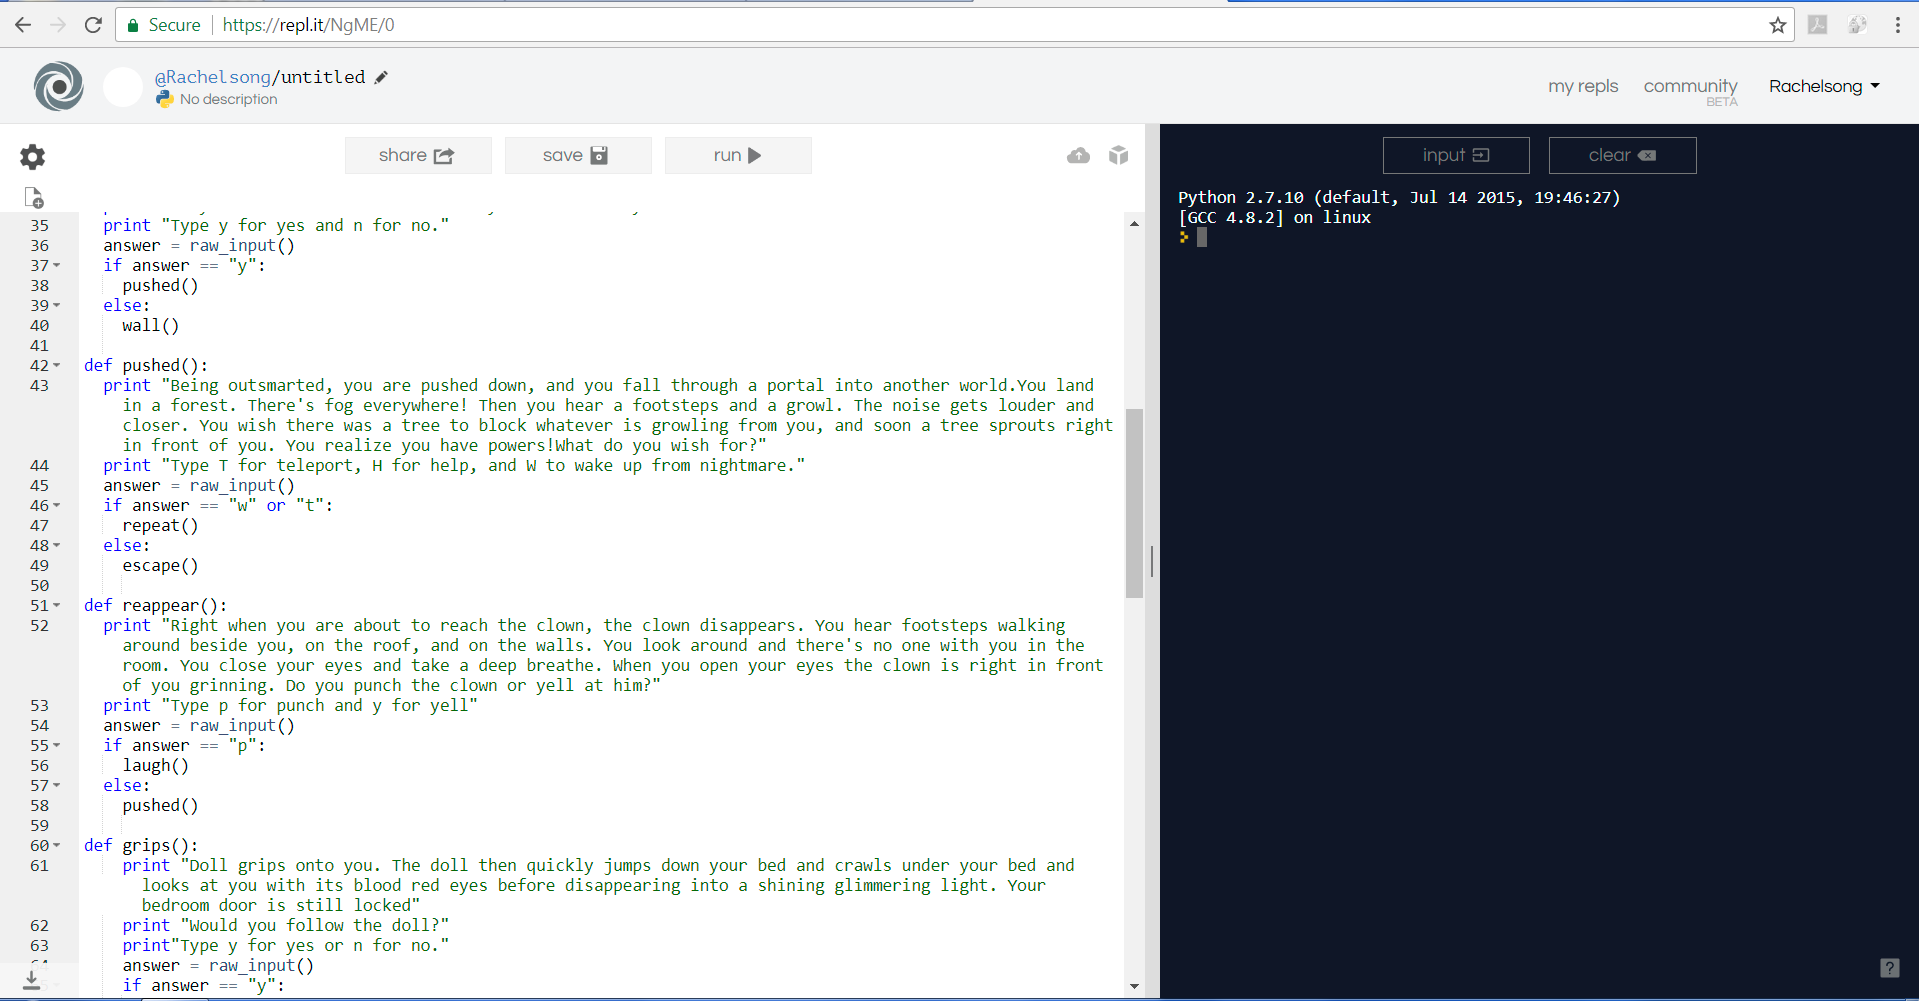 Secure https://repl.it/NgME/0
@Rachelsong/untitled
No description
my repls community Rachelsong
BETA
share save run
input clear
Python 2.7.10 (default, Jul 14 2015, 19:46:27)
[GCC 4.8.2] on linux
35 print "Type y for yes and n for no."
36 answer = raw_input()
37 if answer == "y":
38 pushed()
39 else:
40 wall()
41
42 def pushed():
43 print "Being outsmarted, you are pushed down, and you fall through a portal into another world.You land
in a forest. There's fog everywhere! Then you hear a footsteps and a growl. The noise gets louder and
closer. You wish there was a tree to block whatever is growling from you, and soon a tree sprouts right
in front of you. You realize you have powers!What do you wish for?"
44 print "Type T for teleport, H for help, and W to wake up from nightmare."
45 answer = raw_input()
46 if answer == "w" or "t":
47 repeat()
48 else:
49 escape()
50
51 def reappear():
52 print "Right when you are about to reach the clown, the clown disappears. You hear footsteps walking
around beside you, on the roof, and on the walls. You look around and there's no one with you in the
room. You close your eyes and take a deep breathe. When you open your eyes the clown is right in front
of you grinning. Do you punch the clown or yell at him?"
53 print "Type p for punch and y for yell"
54 answer = raw_input()
55 if answer == "p":
56 laugh()
57 else:
58 pushed()
59
60 def grips():
61 print "Doll grips onto you. The doll then quickly jumps down your bed and crawls under your bed and
looks at you with its blood red eyes before disappearing into a shining glimmering light. Your
bedroom door is still locked"
62 print "Would you follow the doll?"
63 print"Type y for yes or n for no."
answer = raw_input()
if answer == "y":